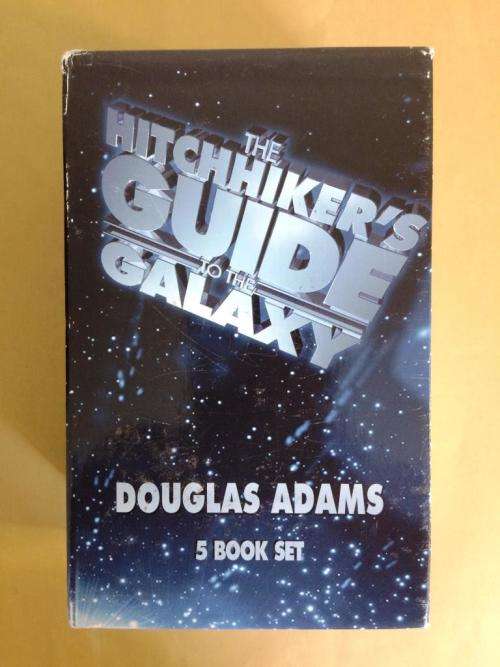 THE
HITCHHIKER'S
GUIDE
TO THE
GALAXY
DOUGLAS ADAMS
5 BOOK SET